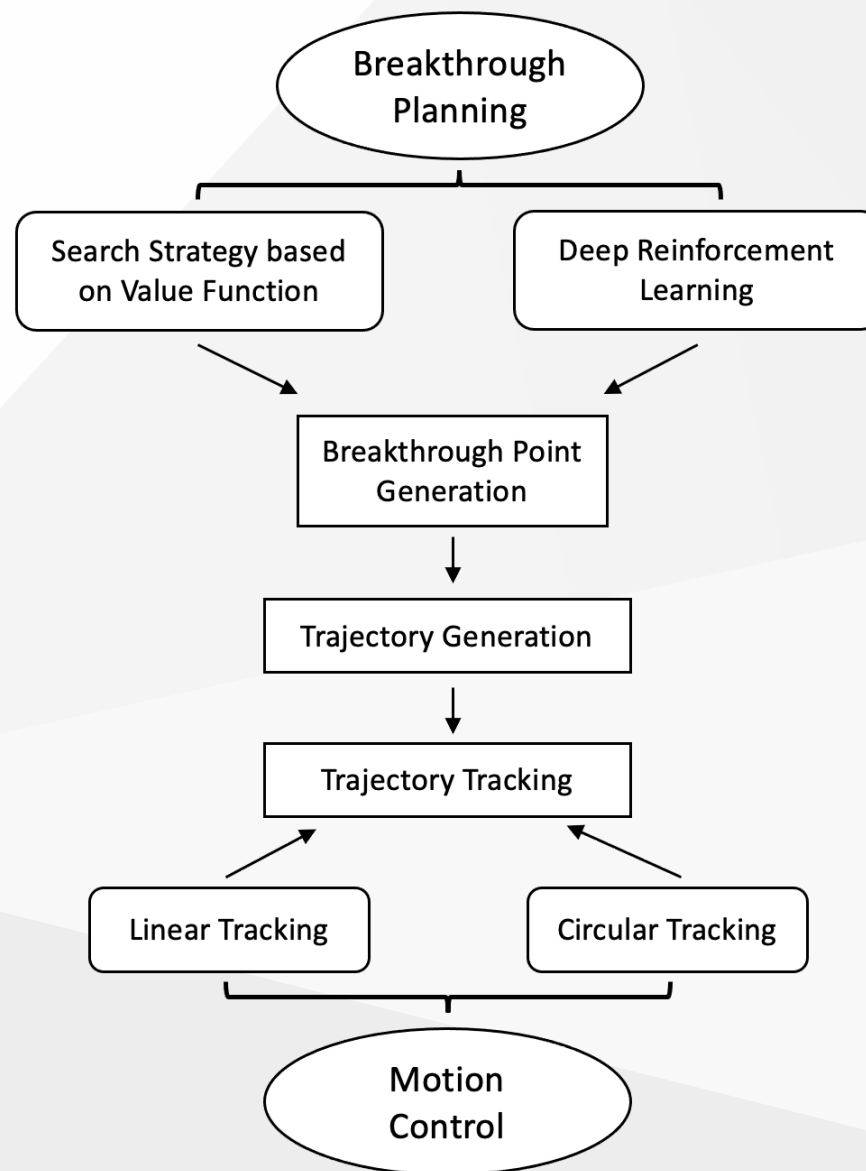 Breakthrough
Planning
Search Strategy based
on Value Function
Deep Reinforcement
Learning
Breakthrough Point
Generation
Trajectory Generation
Trajectory Tracking
Linear Tracking
Circular Tracking
Motion
Control